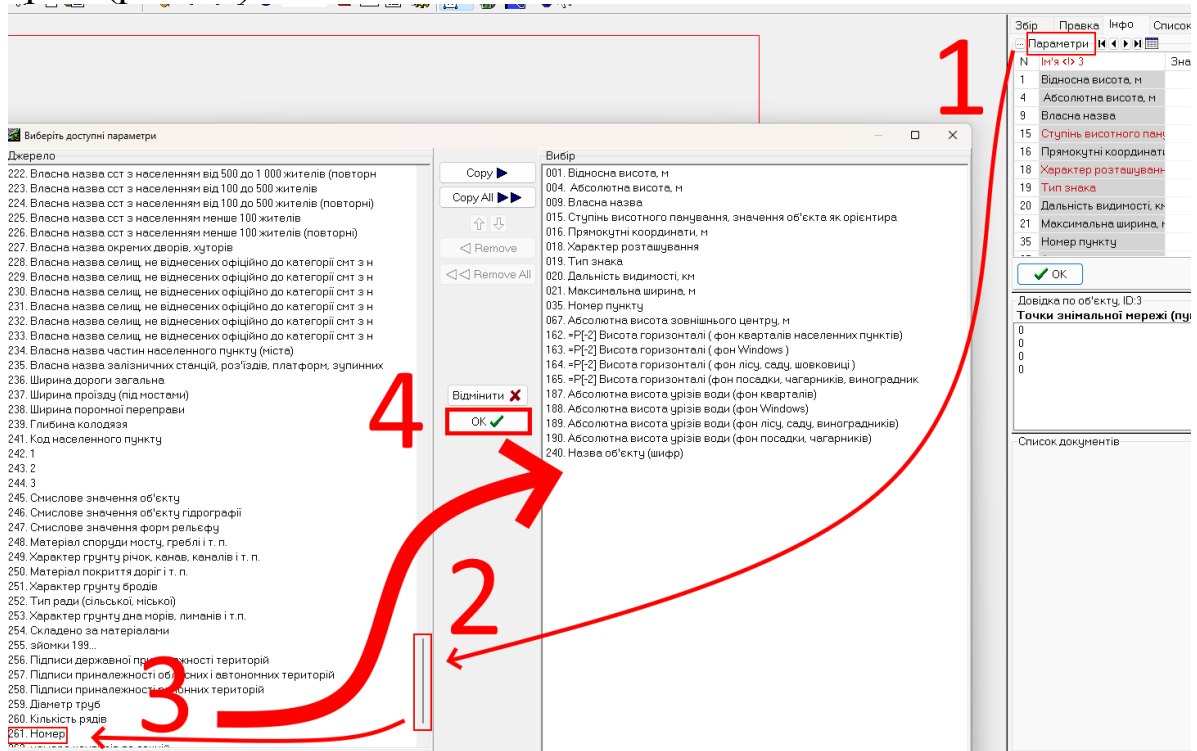 Збір Правка Інфо Список
... Параметри
N Ім'я <I> 3 Зна
1 Відносна висота, м
4 Абсолютна висота, м
9 Власна назва
15 Ступінь висотного пану
16 Прямокутні координати
18 Характер розташуванн
19 Тип знака
20 Дальність видимості, км
21 Максимальна ширина, м
35 Номер пункту
OK
Довідка по об'єкту, ID:3
Точки знімальної мережі (пу
0
0
0
0
Список документів
1
Виберіть доступні параметри
Джерело
222. Власна назва сст з населенням від 500 до 1 000 жителів (повторн
223. Власна назва сст з населенням від 100 до 500 жителів
224. Власна назва сст з населенням від 100 до 500 жителів (повторні)
225. Власна назва сст з населенням менше 100 жителів
226. Власна назва сст з населенням менше 100 жителів (повторні)
227. Власна назва окремих дворів, хуторів
228. Власна назва селищ, не віднесених офіційно до категорії смт з н
229. Власна назва селищ, не віднесених офіційно до категорії смт з н
230. Власна назва селищ, не віднесених офіційно до категорії смт з н
231. Власна назва селищ, не віднесених офіційно до категорії смт з н
232. Власна назва селищ, не віднесених офіційно до категорії смт з н
233. Власна назва селищ, не віднесених офіційно до категорії смт з н
234. Власна назва частин населенного пункту (міста)
235. Власна назва залізничних станцій, роз'їздів, платформ, зупинних
236. Ширина дороги загальна
237. Ширина проїзду (під мостами)
238. Ширина поромної переправи
239. Глибина колодязя
241. Код населенного пункту
242. 1
243. 2
244. 3
245. Смислове значення об'єкту
246. Смислове значення об'єкту гідрографії
247. Смислове значення форм рельєфу
248. Матеріал споруди мосту, греблі і т. п.
249. Характер грунту річок, канав, каналів і т. п.
250. Матеріал покриття доріг і т. п.
251. Характер грунту бродів
252. Тип ради (сільської, міської)
253. Характер грунту дна морів, лиманів і т.п.
254. Складено за матеріалами
255. зйомки 199...
256. Підписи державної територій
257. Підписи приналежності і автономних територій
258. Підписи приналежності територій
259. Діаметр труб
260. Кількість рядів
261. Номер
Copy
Copy All
Remove
Remove All
Відмінити
OK
4
2
3
Вибір
001. Відносна висота, м
004. Абсолютна висота, м
009. Власна назва
015. Ступінь висотного панування, значення об'єкта як орієнтира
016. Прямокутні координати, м
018. Характер розташування
019. Тип знака
020. Дальність видимості, км
021. Максимальна ширина, м
035. Номер пункту
067. Абсолютна висота зовнішнього центру, м
162. =P[-2] Висота горизонталі ( фон кварталів населенних пунктів)
163. =P[-2] Висота горизонталі ( фон Windows )
164. =P[-2] Висота горизонталі ( фон лісу, саду, шовковиці )
165. =P[-2] Висота горизонталі (фон посадки, чагарників, виноградник
187. Абсолютна висота урізів води (фон кварталів)
188. Абсолютна висота урізів води (фон Windows)
189. Абсолютна висота урізів води (фон лісу, саду, виноградників)
190. Абсолютна висота урізів води (фон посадки, чагарників)
240. Назва об'єкту (шифр)